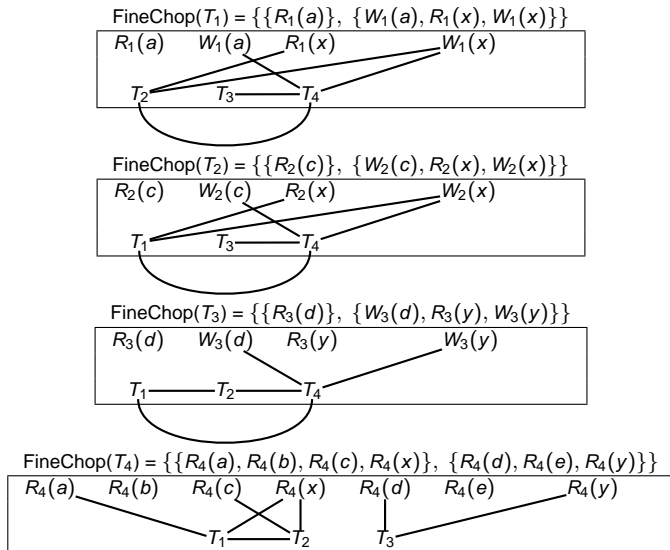 FineChop(T₁) = {{R₁(a)}, {W₁(a), R₁(x), W₁(x)}}
R₁(a) W₁(a) R₁(x) W₁(x)
T₂ T₃ T₄
FineChop(T₂) = {{R₂(c)}, {W₂(c), R₂(x), W₂(x)}}
R₂(c) W₂(c) R₂(x) W₂(x)
T₁ T₃ T₄
FineChop(T₃) = {{R₃(d)}, {W₃(d), R₃(y), W₃(y)}}
R₃(d) W₃(d) R₃(y) W₃(y)
T₁ T₂ T₄
FineChop(T₄) = {{R₄(a), R₄(b), R₄(c), R₄(x)}, {R₄(d), R₄(e), R₄(y)}}
R₄(a) R₄(b) R₄(c) R₄(x) R₄(d) R₄(e) R₄(y)
T₁ T₂ T₃